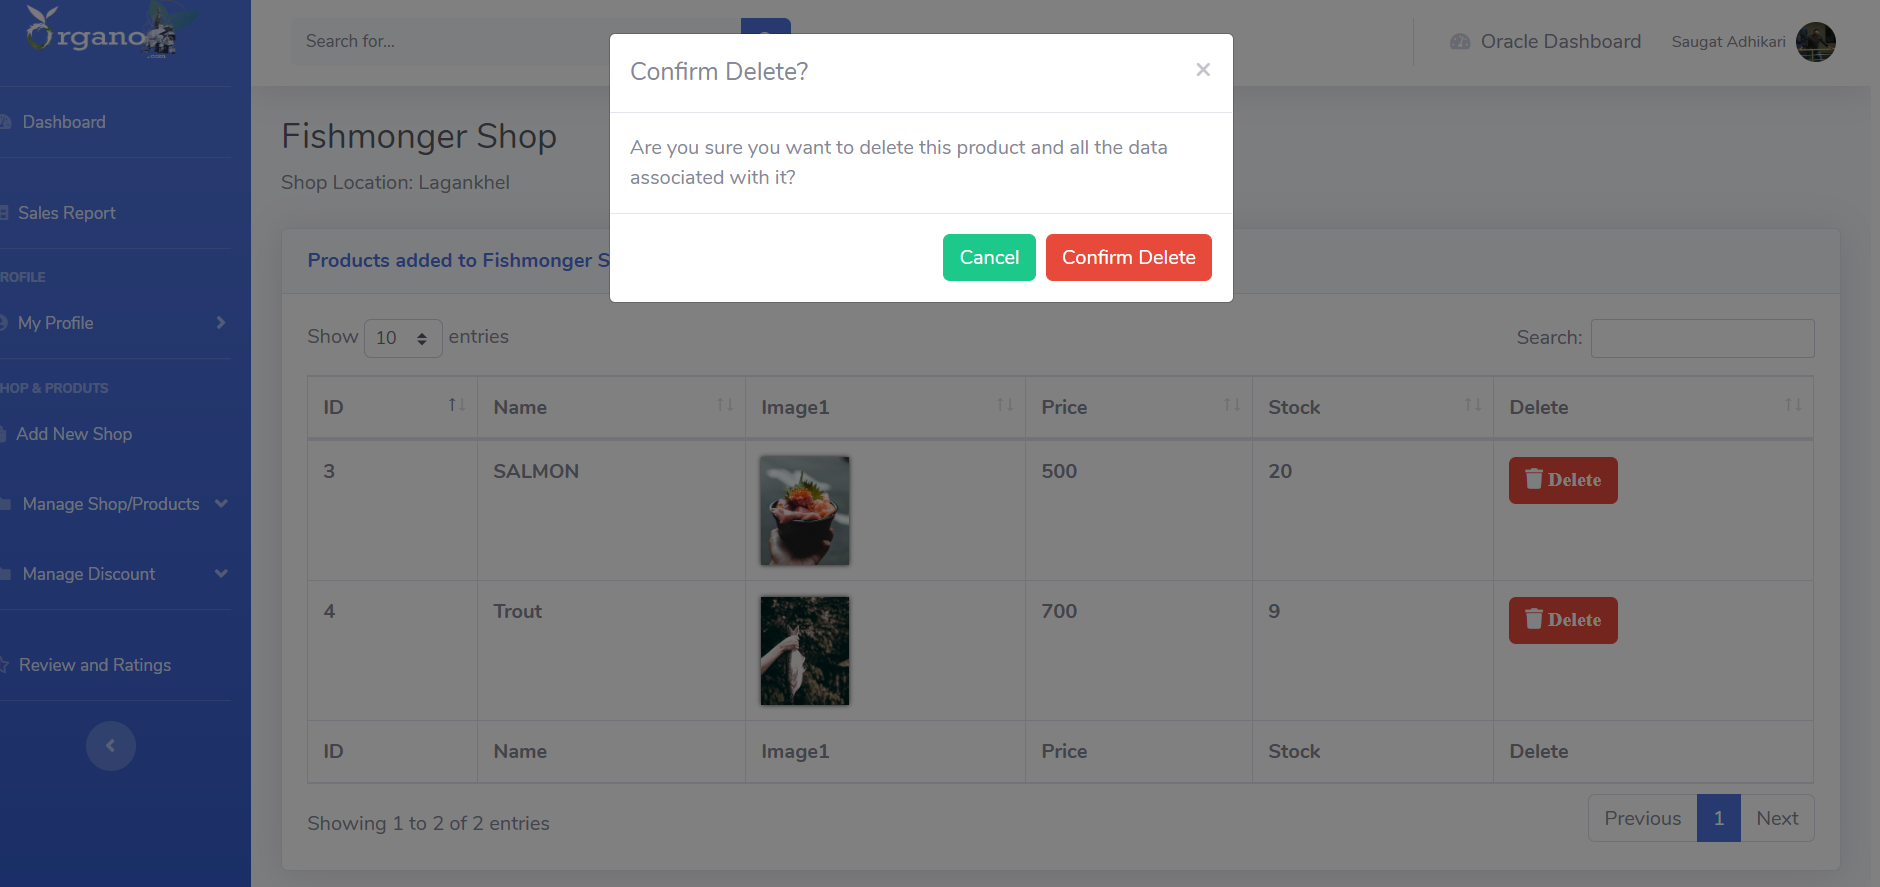 Organo
.com
Search for...
Oracle Dashboard
Saugat Adhikari
Confirm Delete?
×
Are you sure you want to delete this product and all the data
associated with it?
Cancel
Confirm Delete
Dashboard
Sales Report
ROFILE
My Profile
HOP & PRODUTS
Add New Shop
Manage Shop/Products
Manage Discount
Review and Ratings
Fishmonger Shop
Shop Location: Lagankhel
Products added to Fishmonger S
Show 10 entries
Search:
ID Name Image1 Price Stock Delete
3 SALMON 500 20 Delete
4 Trout 700 9 Delete
ID Name Image1 Price Stock Delete
Showing 1 to 2 of 2 entries
Previous 1 Next